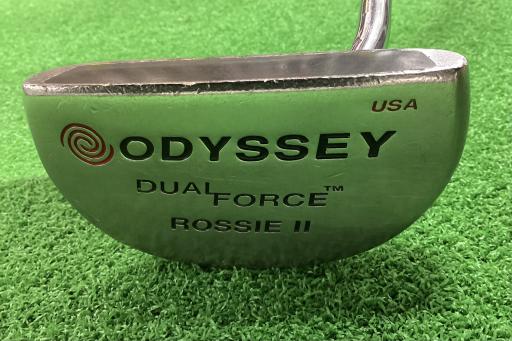 USA
ODYSSEY
DUAL FORCE™
ROSSIE II